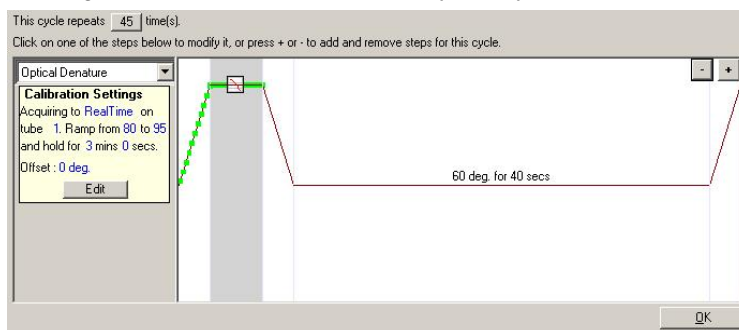 This cycle repeats 45 time(s).
Click on one of the steps below to modify it, or press + or - to add and remove steps for this cycle.
Optical Denature
- +
Calibration Settings
Acquiring to RealTime on
tube 1. Ramp from 80 to 95
and hold for 3 mins 0 secs.
Offset : 0 deg.
Edit
60 deg. for 40 secs
OK